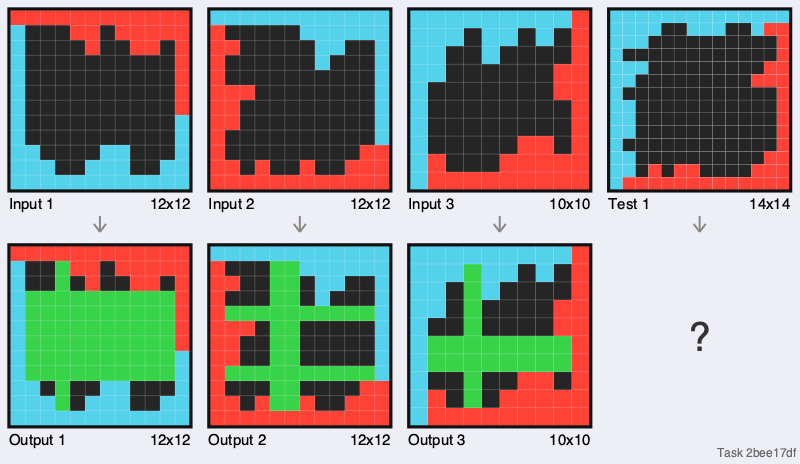 Input 1 12x12
Input 2 12x12
Input 3 10x10
Test 1 14x14
Output 1 12x12
Output 2 12x12
Output 3 10x10
?
Task 2bee17df